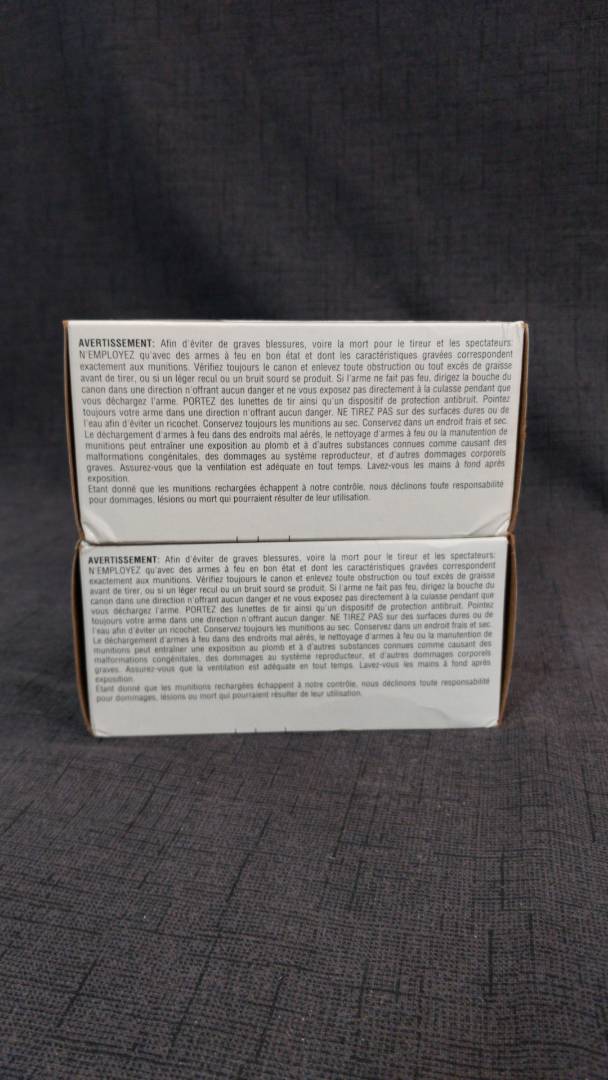 AVERTISSEMENT: Afin d'éviter de graves blessures, voire la mort pour le tireur et les spectateurs:
N'EMPLOYEZ qu'avec des armes à feu en bon état et dont les caractéristiques gravées correspondent
exactement aux munitions. Vérifiez toujours le canon et enlevez toute obstruction ou tout excès de graisse
avant de tirer, ou si un léger recul ou un bruit sourd se produit. Si l'arme ne fait pas feu, dirigez la bouche du
canon dans une direction n'offrant aucun danger et ne vous exposez pas directement à la culasse pendant que
vous déchargez l'arme. PORTEZ des lunettes de tir ainsi qu'un dispositif de protection antibruit. Pointez
toujours votre arme dans une direction n'offrant aucun danger. NE TIREZ PAS sur des surfaces dures ou de
l'eau afin d'éviter un ricochet. Conservez toujours les munitions au sec. Conservez dans un endroit frais et sec.
Le déchargement d'armes à feu dans des endroits mal aérés, le nettoyage d'armes à feu ou la manutention de
munitions peut entraîner une exposition au plomb et à d'autres substances connues comme causant des
malformations congénitales, des dommages au système reproducteur, et d'autres dommages corporels
graves. Assurez-vous que la ventilation est adéquate en tout temps. Lavez-vous les mains à fond après
exposition.
Étant donné que les munitions rechargées échappent à notre contrôle, nous déclinons toute responsabilité
pour dommages, lésions ou mort qui pourraient résulter de leur utilisation.
AVERTISSEMENT: Afin d'éviter de graves blessures, voire la mort pour le tireur et les spectateurs:
N'EMPLOYEZ qu'avec des armes à feu en bon état et dont les caractéristiques gravées correspondent
exactement aux munitions. Vérifiez toujours le canon et enlevez toute obstruction ou tout excès de graisse
avant de tirer, ou si un léger recul ou un bruit sourd se produit. Si l'arme ne fait pas feu, dirigez la bouche du
canon dans une direction n'offrant aucun danger et ne vous exposez pas directement à la culasse pendant que
vous déchargez l'arme. PORTEZ des lunettes de tir ainsi qu'un dispositif de protection antibruit. Pointez
toujours votre arme dans une direction n'offrant aucun danger. NE TIREZ PAS sur des surfaces dures ou de
l'eau afin d'éviter un ricochet. Conservez toujours les munitions au sec. Conservez dans un endroit frais et sec.
Le déchargement d'armes à feu dans des endroits mal aérés, le nettoyage d'armes à feu ou la manutention de
munitions peut entraîner une exposition au plomb et à d'autres substances connues comme causant des
malformations congénitales, des dommages au système reproducteur, et d'autres dommages corporels
graves. Assurez-vous que la ventilation est adéquate en tout temps. Lavez-vous les mains à fond après
exposition.
Étant donné que les munitions rechargées échappent à notre contrôle, nous déclinons toute responsabilité
pour dommages, lésions ou mort qui pourraient résulter de leur utilisation.